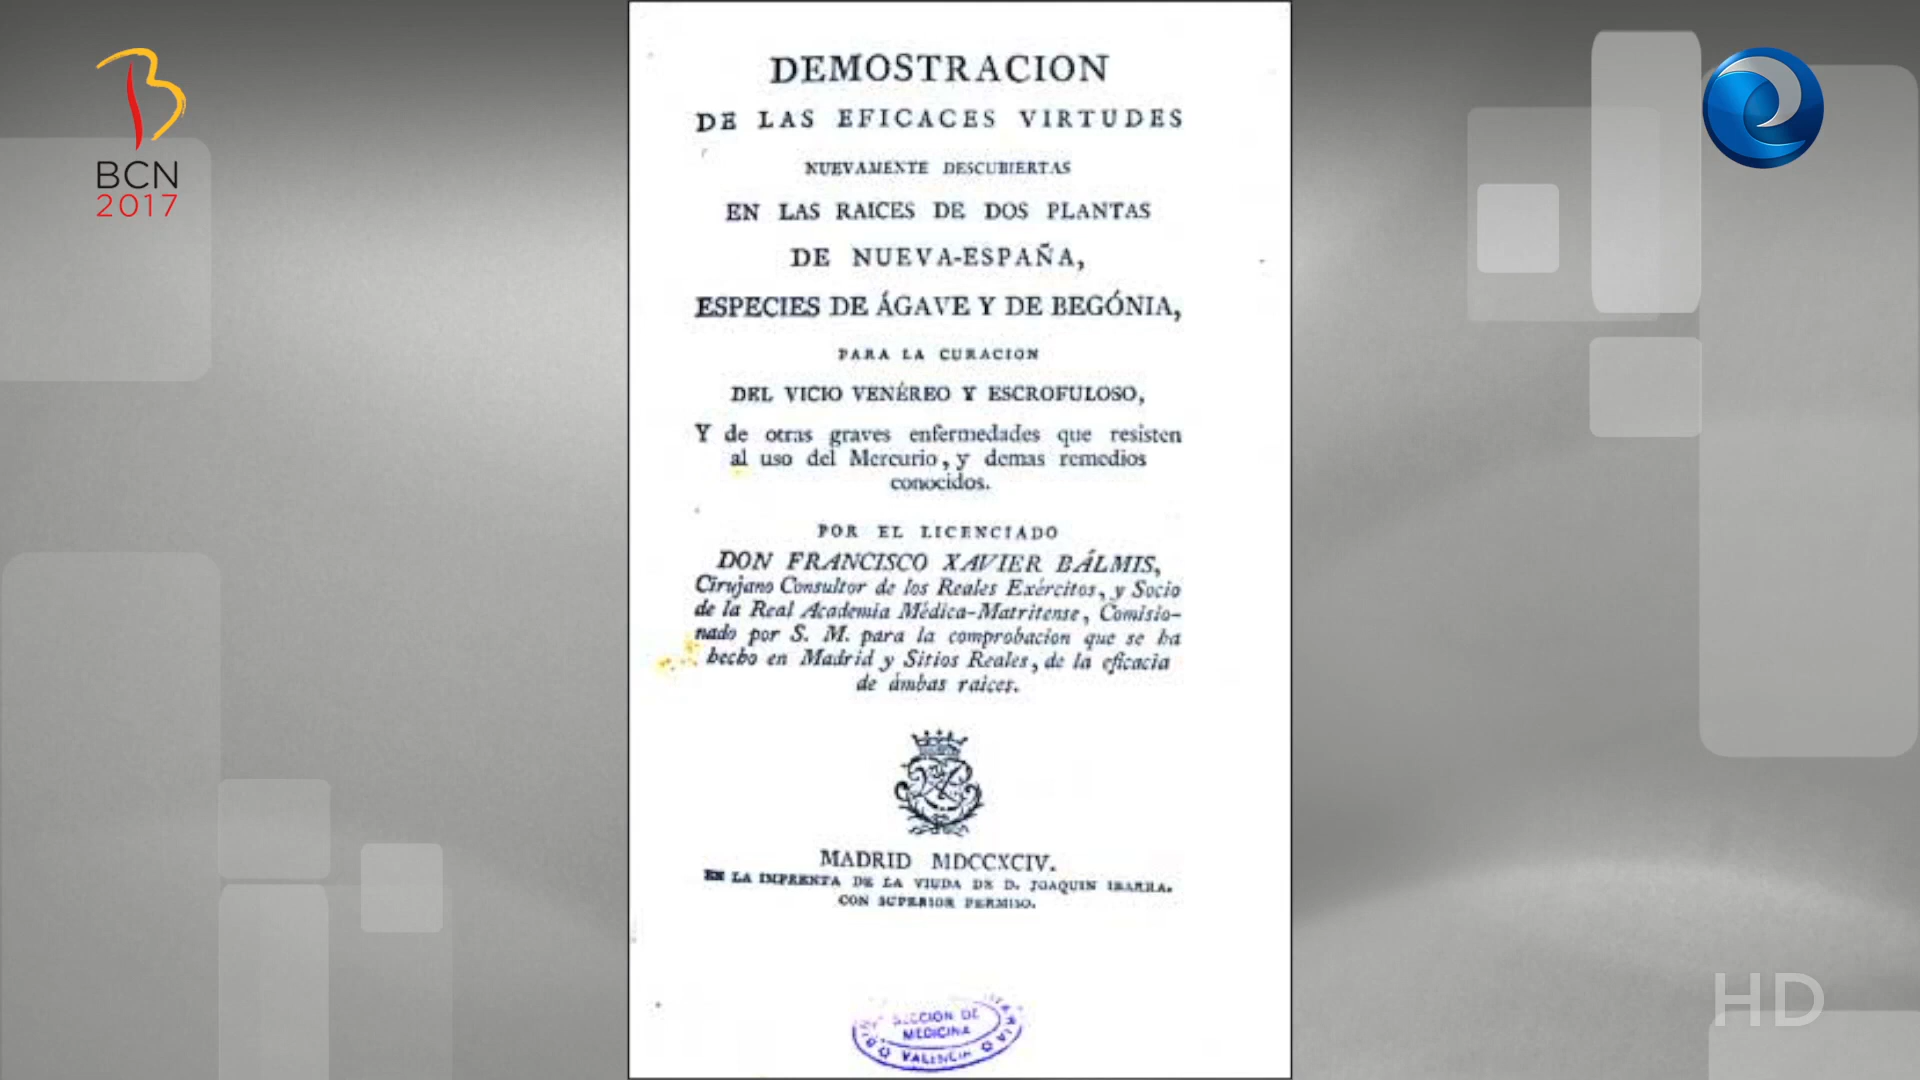 BCN
2017
DEMOSTRACION
DE LAS EFICACES VIRTUDES
NUEVAMENTE DESCUBIERTAS
EN LAS RAICES DE DOS PLANTAS
DE NUEVA-ESPAÑA,
ESPECIES DE ÁGAVE Y DE BEGÓNIA,
PARA LA CURACION
DEL VICIO VENÉREO Y ESCROFULOSO,
Y de otras graves enfermedades que resisten
al uso del Mercurio, y demas remedios
conocidos.
POR EL LICENCIADO
DON FRANCISCO XAVIER BÁLMIS,
Cirujano Consultor de los Reales Exércitos, y Socio
de la Real Academia Médica-Matritense, Comisio-
nado por S. M. para la comprobacion que se ha
hecho en Madrid y Sitios Reales, de la eficacia
de ámbas raices.
MADRID MDCCXCIV.
EN LA IMPRENTA DE LA VIUDA DE D. JOAQUIN IBARRA.
CON SUPERIOR PERMISO.
SECCION DE
MEDICINA
VALENCIA
HD